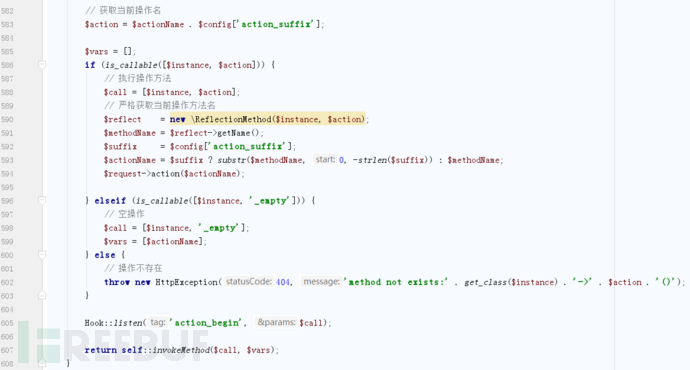 582 // 获取当前操作名
583 $action = $actionName . $config['action_suffix'];
584
585 $vars = [];
586 if (is_callable([$instance, $action])) {
587 // 执行操作方法
588 $call = [$instance, $action];
589 // 严格获取当前操作方法名
590 $reflect = new \ReflectionMethod($instance, $action);
591 $methodName = $reflect->getName();
592 $suffix = $config['action_suffix'];
593 $actionName = $suffix ? substr($methodName, start: 0, -strlen($suffix)) : $methodName;
594 $request->action($actionName);
595
596 } elseif (is_callable([$instance, '_empty'])) {
597 // 空操作
598 $call = [$instance, '_empty'];
599 $vars = [$actionName];
600 } else {
601 // 操作不存在
602 throw new HttpException( statusCode: 404, message: 'method not exists:' . get_class($instance) . '->' . $action . '()');
603 }
604
605 Hook::listen( tag: 'action_begin', &params: $call);
606
607 return self::invokeMethod($call, $vars);
608 }
FREEBUF